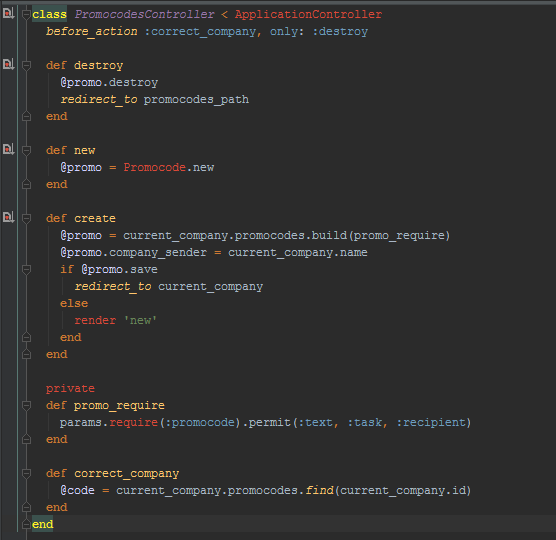 class PromocodesController < ApplicationController
before_action :correct_company, only: :destroy
def destroy
@promo.destroy
redirect_to promocodes_path
end
def new
@promo = Promocode.new
end
def create
@promo = current_company.promocodes.build(promo_require)
@promo.company_sender = current_company.name
if @promo.save
redirect_to current_company
else
render 'new'
end
end
private
def promo_require
params.require(:promocode).permit(:text, :task, :recipient)
end
def correct_company
@code = current_company.promocodes.find(current_company.id)
end
end